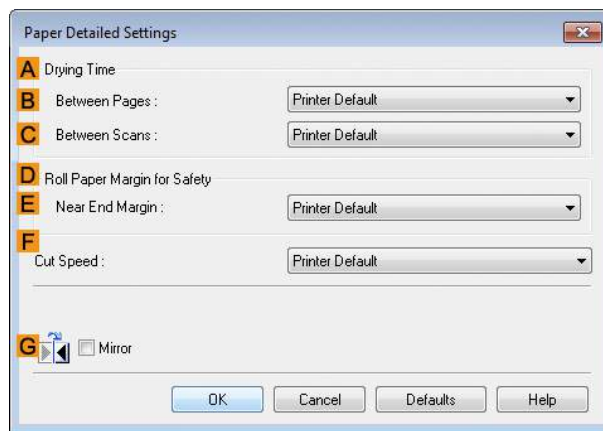 Paper Detailed Settings
A Drying Time
B Between Pages : Printer Default
C Between Scans : Printer Default
D Roll Paper Margin for Safety
E Near End Margin : Printer Default
F
Cut Speed : Printer Default
G Mirror
OK Cancel Defaults Help